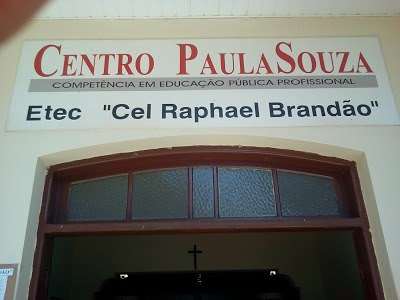 CENTRO PAULASOUZA
COMPETÊNCIA EM EDUCAÇÃO PÚBLICA PROFISSIONAL
Etec "Cel Raphael Brandão"